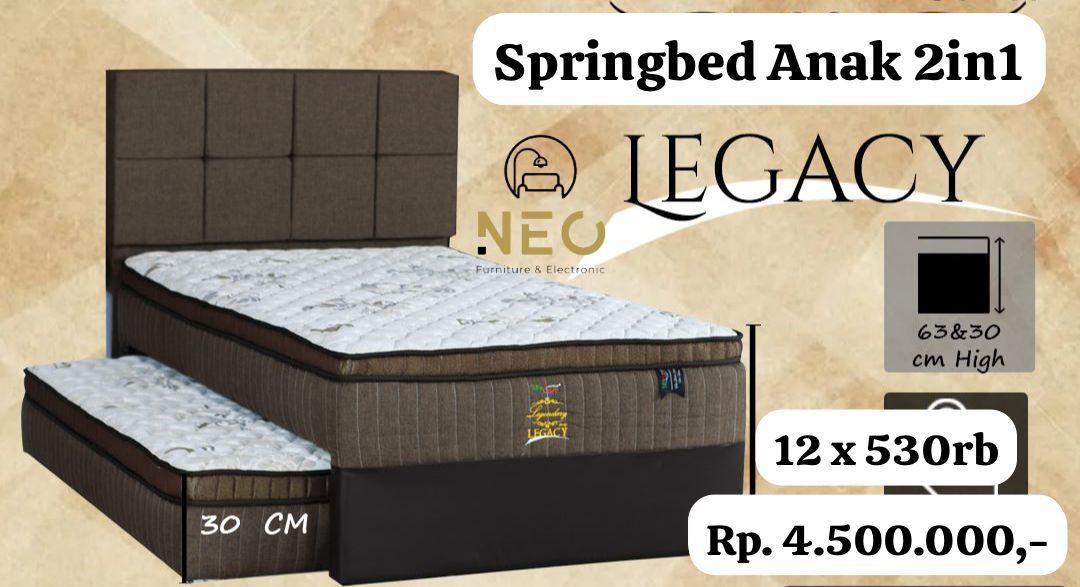 Springbed Anak 2in1
LEGACY
NEO
Furniture & Electronic
63&30
cm High
Legendary
LEGACY
12 x 530rb
30 CM
Rp. 4.500.000,-